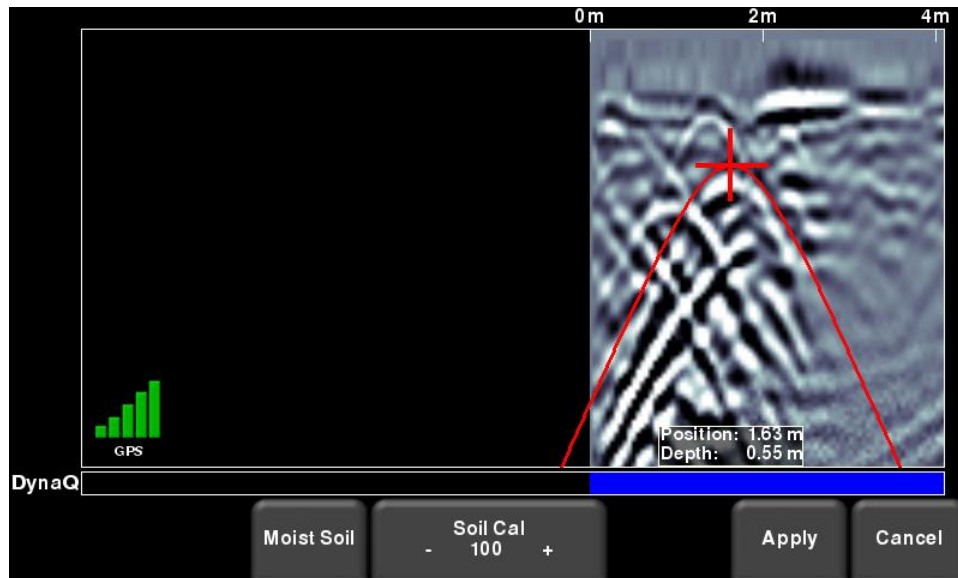 0m 2m 4m
Position: 1.63 m
Depth: 0.55 m
GPS
DynaQ
Moist Soil
Soil Cal
- 100 +
Apply
Cancel